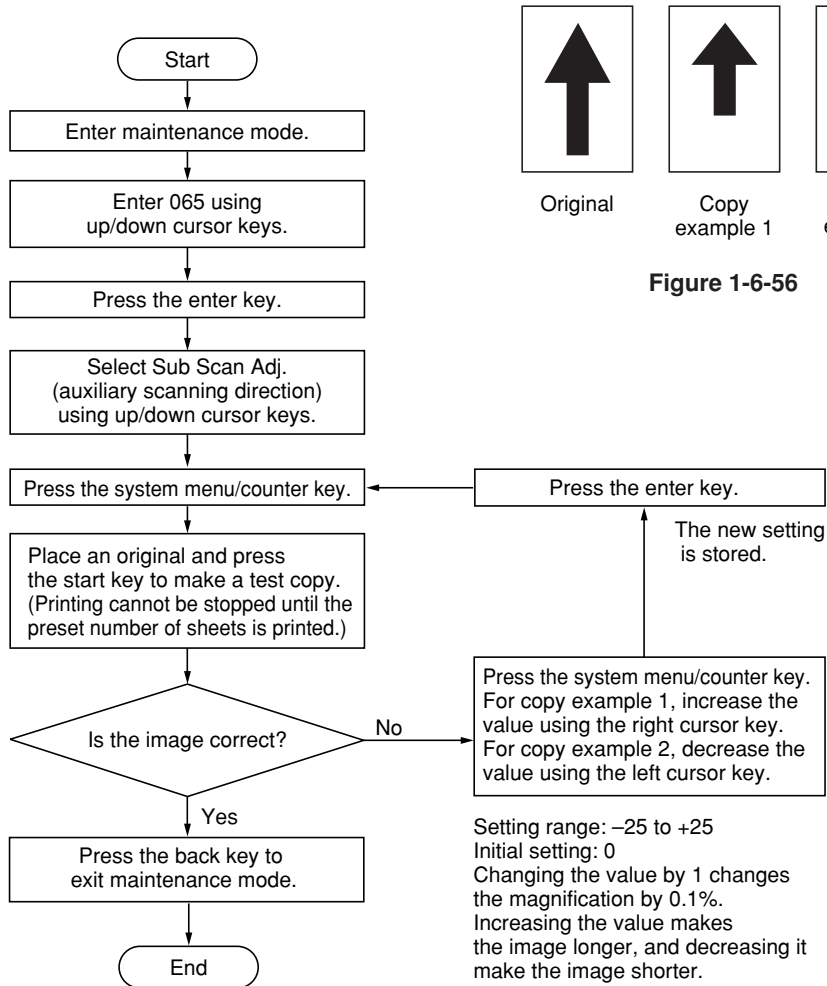 Start
Enter maintenance mode.
Enter 065 using
up/down cursor keys.
Press the enter key.
Select Sub Scan Adj.
(auxiliary scanning direction)
using up/down cursor keys.
Press the system menu/counter key.
Place an original and press
the start key to make a test copy.
(Printing cannot be stopped until the
preset number of sheets is printed.)
Is the image correct?
No
Yes
Press the back key to
exit maintenance mode.
End
Original
Copy
example 1
Figure 1-6-56
Press the enter key.
The new setting
is stored.
Press the system menu/counter key.
For copy example 1, increase the
value using the right cursor key.
For copy example 2, decrease the
value using the left cursor key.
Setting range: –25 to +25
Initial setting: 0
Changing the value by 1 changes
the magnification by 0.1%.
Increasing the value makes
the image longer, and decreasing it
make the image shorter.